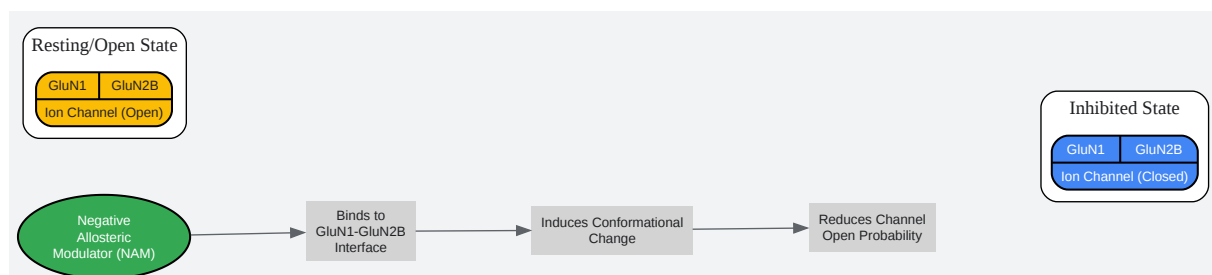 Resting/Open State
GluN1
GluN2B
Ion Channel (Open)
Inhibited State
GluN1
GluN2B
Ion Channel (Closed)
Negative
Allosteric
Modulator (NAM)
Binds to
GluN1-GluN2B
Interface
Induces Conformational
Change
Reduces Channel
Open Probability